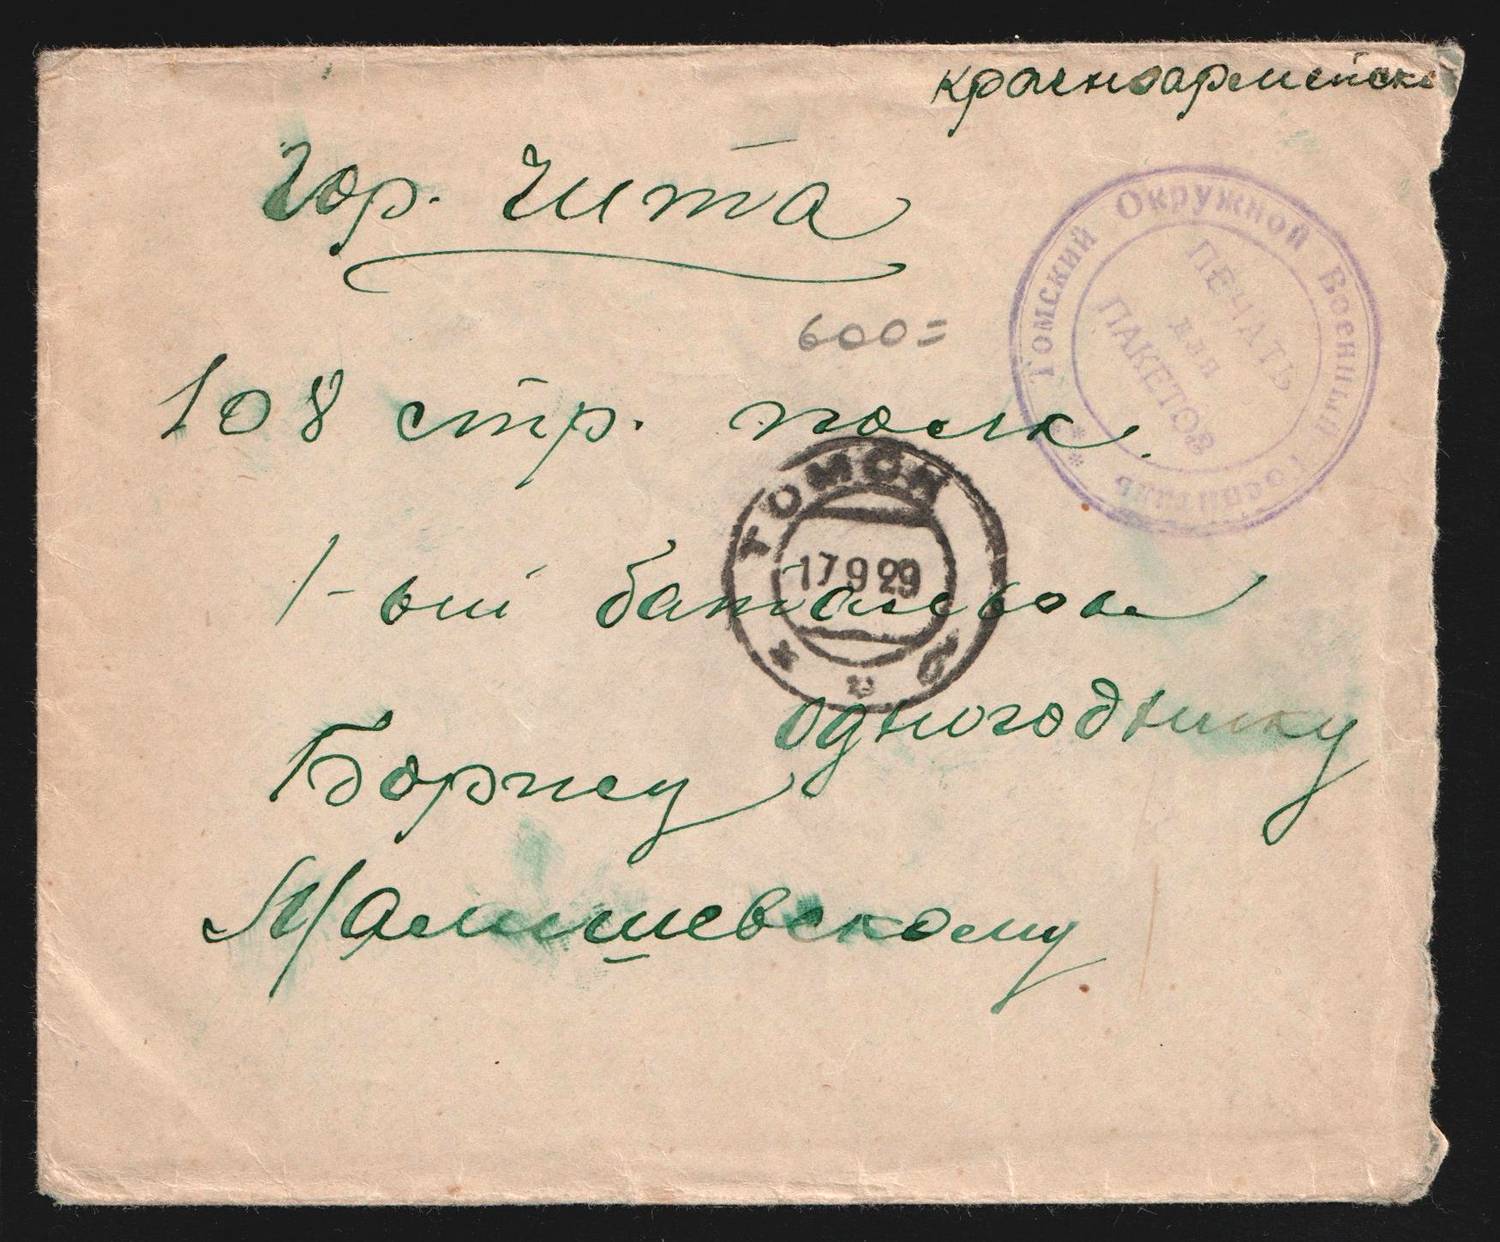 красноармейск
Гор. Чита
600=
Томский Окружной Военный Госпиталь
ПЕЧАТЬ
для
ПАКЕТОВ
108 стр. полк.
ТОМСК
17 9 29
1-ый батальон
одногоднику
Борису
Малишевскому